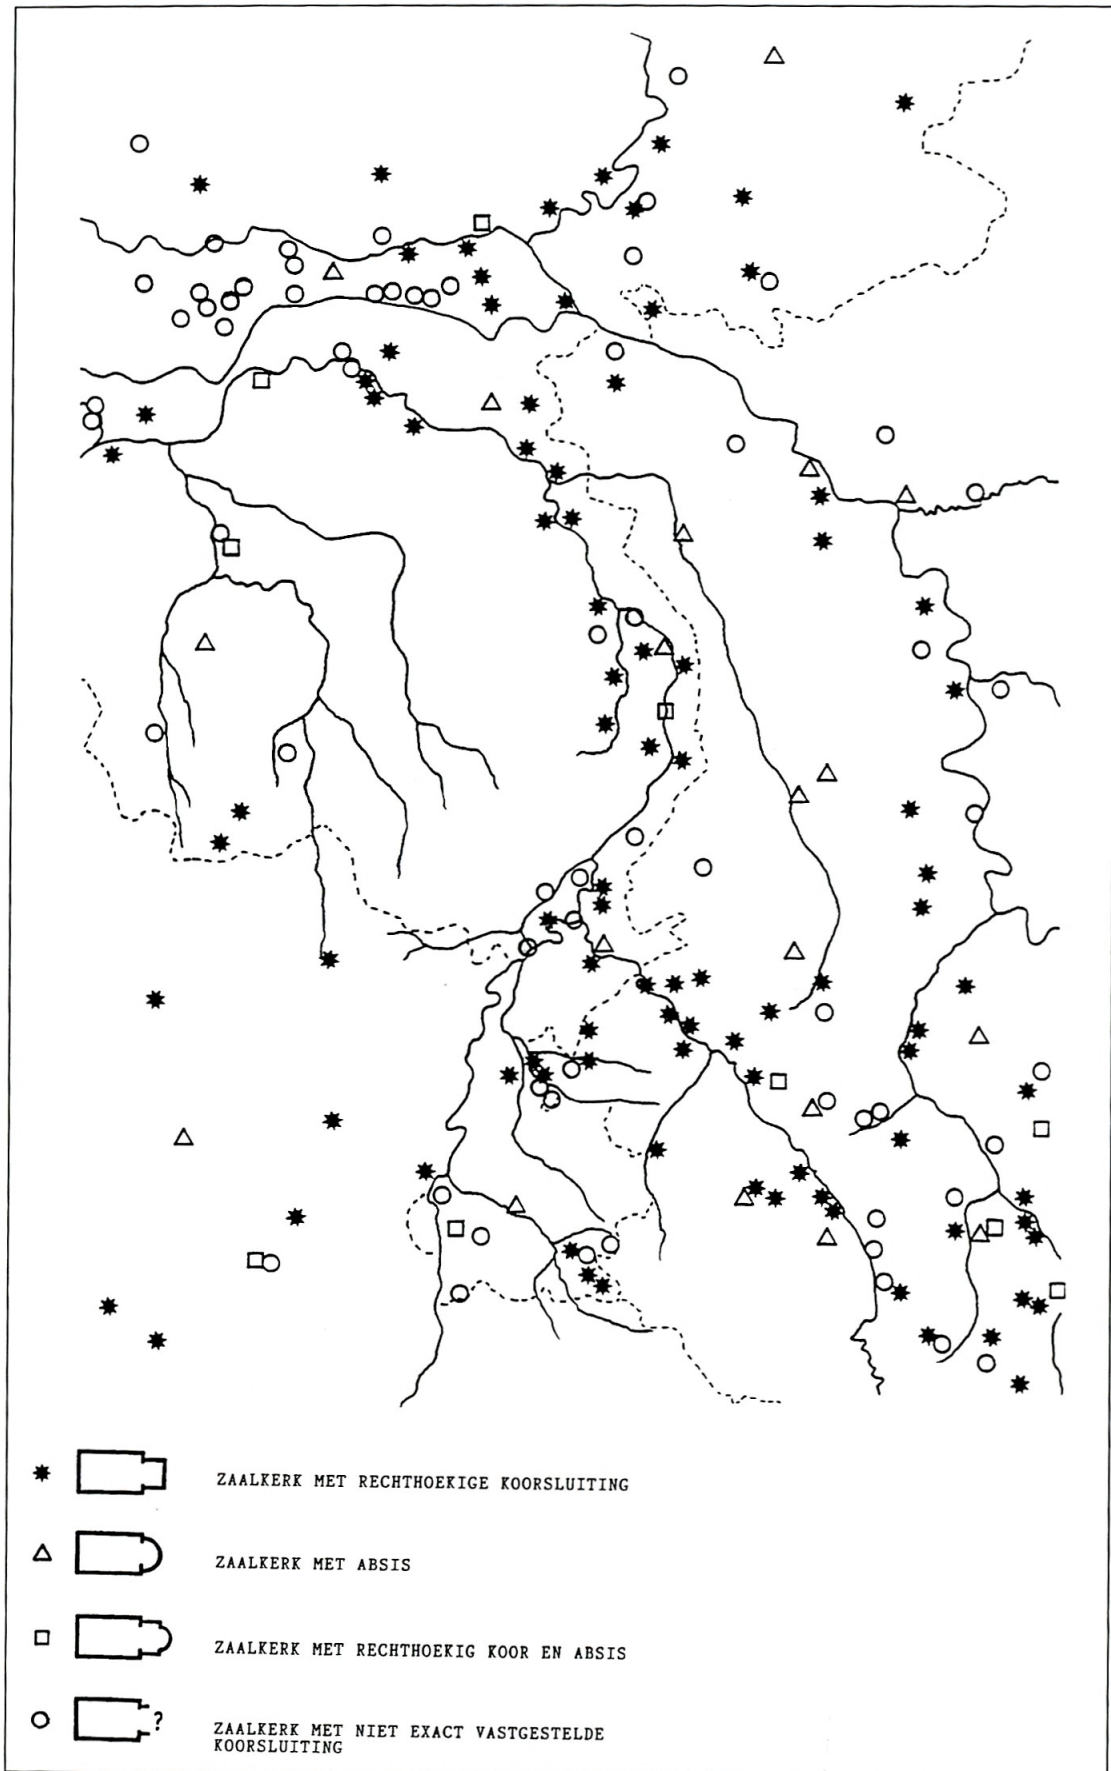 ZAALKERK MET RECHTHOEKIGE KOORSLUITING
ZAALKERK MET ABSIS
ZAALKERK MET RECHTHOEKIG KOOR EN ABSIS
?
ZAALKERK MET NIET EXACT VASTGESTELDE
KOORSLUITING